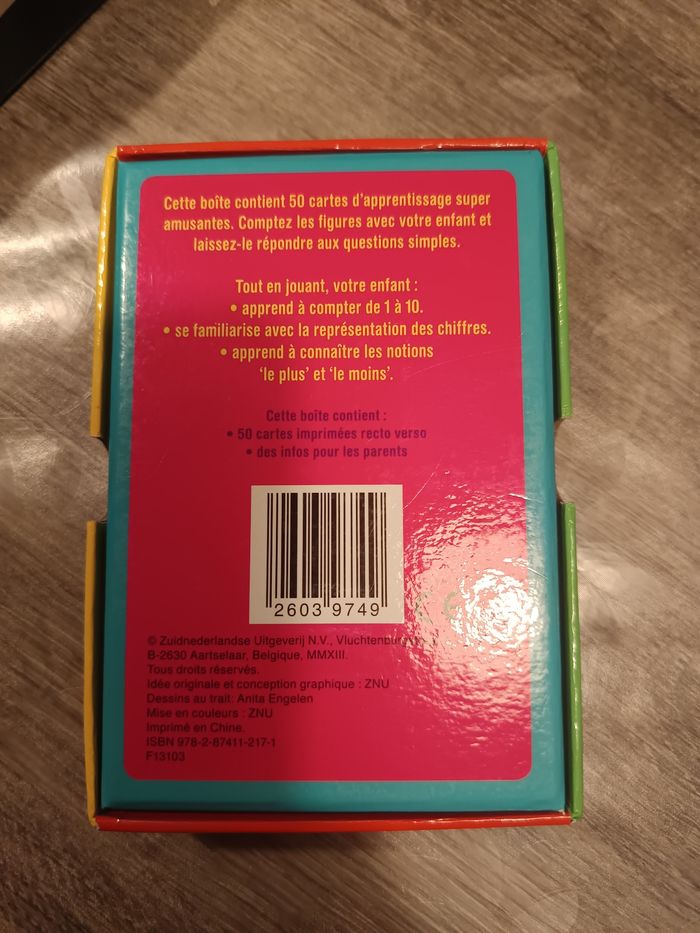 Cette boîte contient 50 cartes d'apprentissage super
amusantes. Comptez les figures avec votre enfant et
laissez-le répondre aux questions simples.
Tout en jouant, votre enfant :
• apprend à compter de 1 à 10.
• se familiarise avec la représentation des chiffres.
• apprend à connaître les notions
'le plus' et 'le moins'.
Cette boîte contient :
• 50 cartes imprimées recto verso
• des infos pour les parents
2603 9749
CE
© Zuidnederlandse Uitgeverij N.V.,
B-2630 Aartselaar, Belgique, MMXIII.
Tous droits réservés.
Idée originale et conception graphique : ZNU
Dessins au trait: Anita Engelen
Mise en couleurs : ZNU
Imprimé en Chine.
ISBN 978-2-87411-217-1
F13103